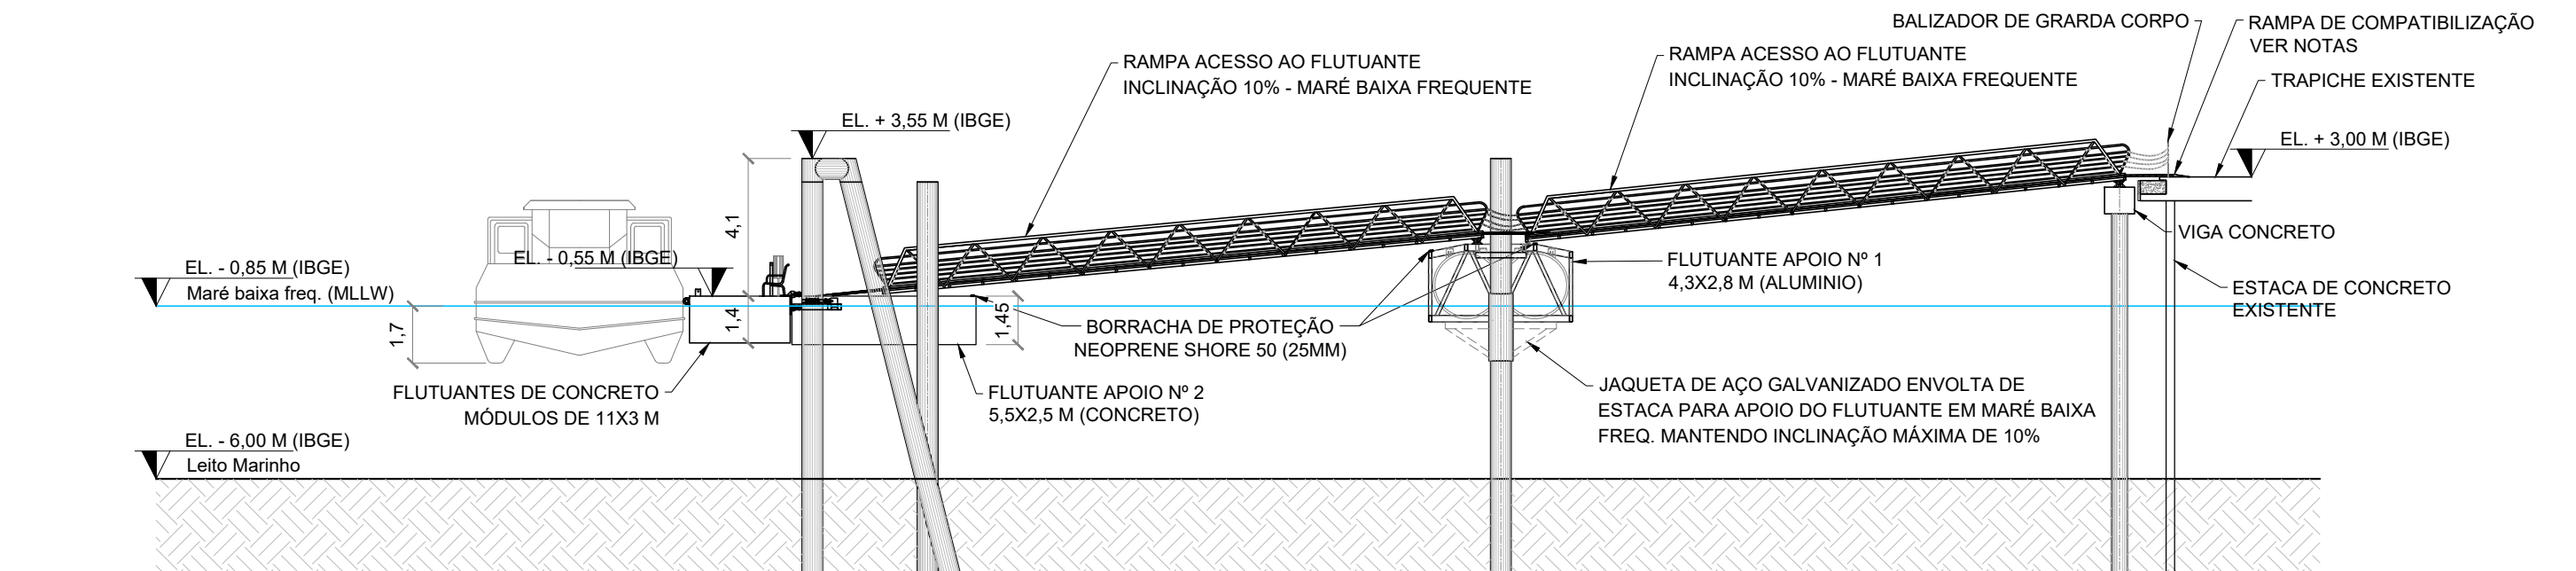 BALIZADOR DE GRARDA CORPO
RAMPA DE COMPATIBILIZAÇÃO
VER NOTAS
RAMPA ACESSO AO FLUTUANTE
INCLINAÇÃO 10% - MARÉ BAIXA FREQUENTE
RAMPA ACESSO AO FLUTUANTE
INCLINAÇÃO 10% - MARÉ BAIXA FREQUENTE
TRAPICHE EXISTENTE
EL. + 3,55 M (IBGE)
EL. + 3,00 M (IBGE)
4,1
VIGA CONCRETO
EL. - 0,55 M (IBGE)
EL. - 0,85 M (IBGE)
Maré baixa freq. (MLLW)
FLUTUANTE APOIO Nº 1
4,3X2,8 M (ALUMINIO)
ESTACA DE CONCRETO
EXISTENTE
1,7
1,4
1,45
BORRACHA DE PROTEÇÃO
NEOPRENE SHORE 50 (25MM)
FLUTUANTES DE CONCRETO
MÓDULOS DE 11X3 M
FLUTUANTE APOIO Nº 2
5,5X2,5 M (CONCRETO)
JAQUETA DE AÇO GALVANIZADO ENVOLTA DE
ESTACA PARA APOIO DO FLUTUANTE EM MARÉ BAIXA
FREQ. MANTENDO INCLINAÇÃO MÁXIMA DE 10%
EL. - 6,00 M (IBGE)
Leito Marinho